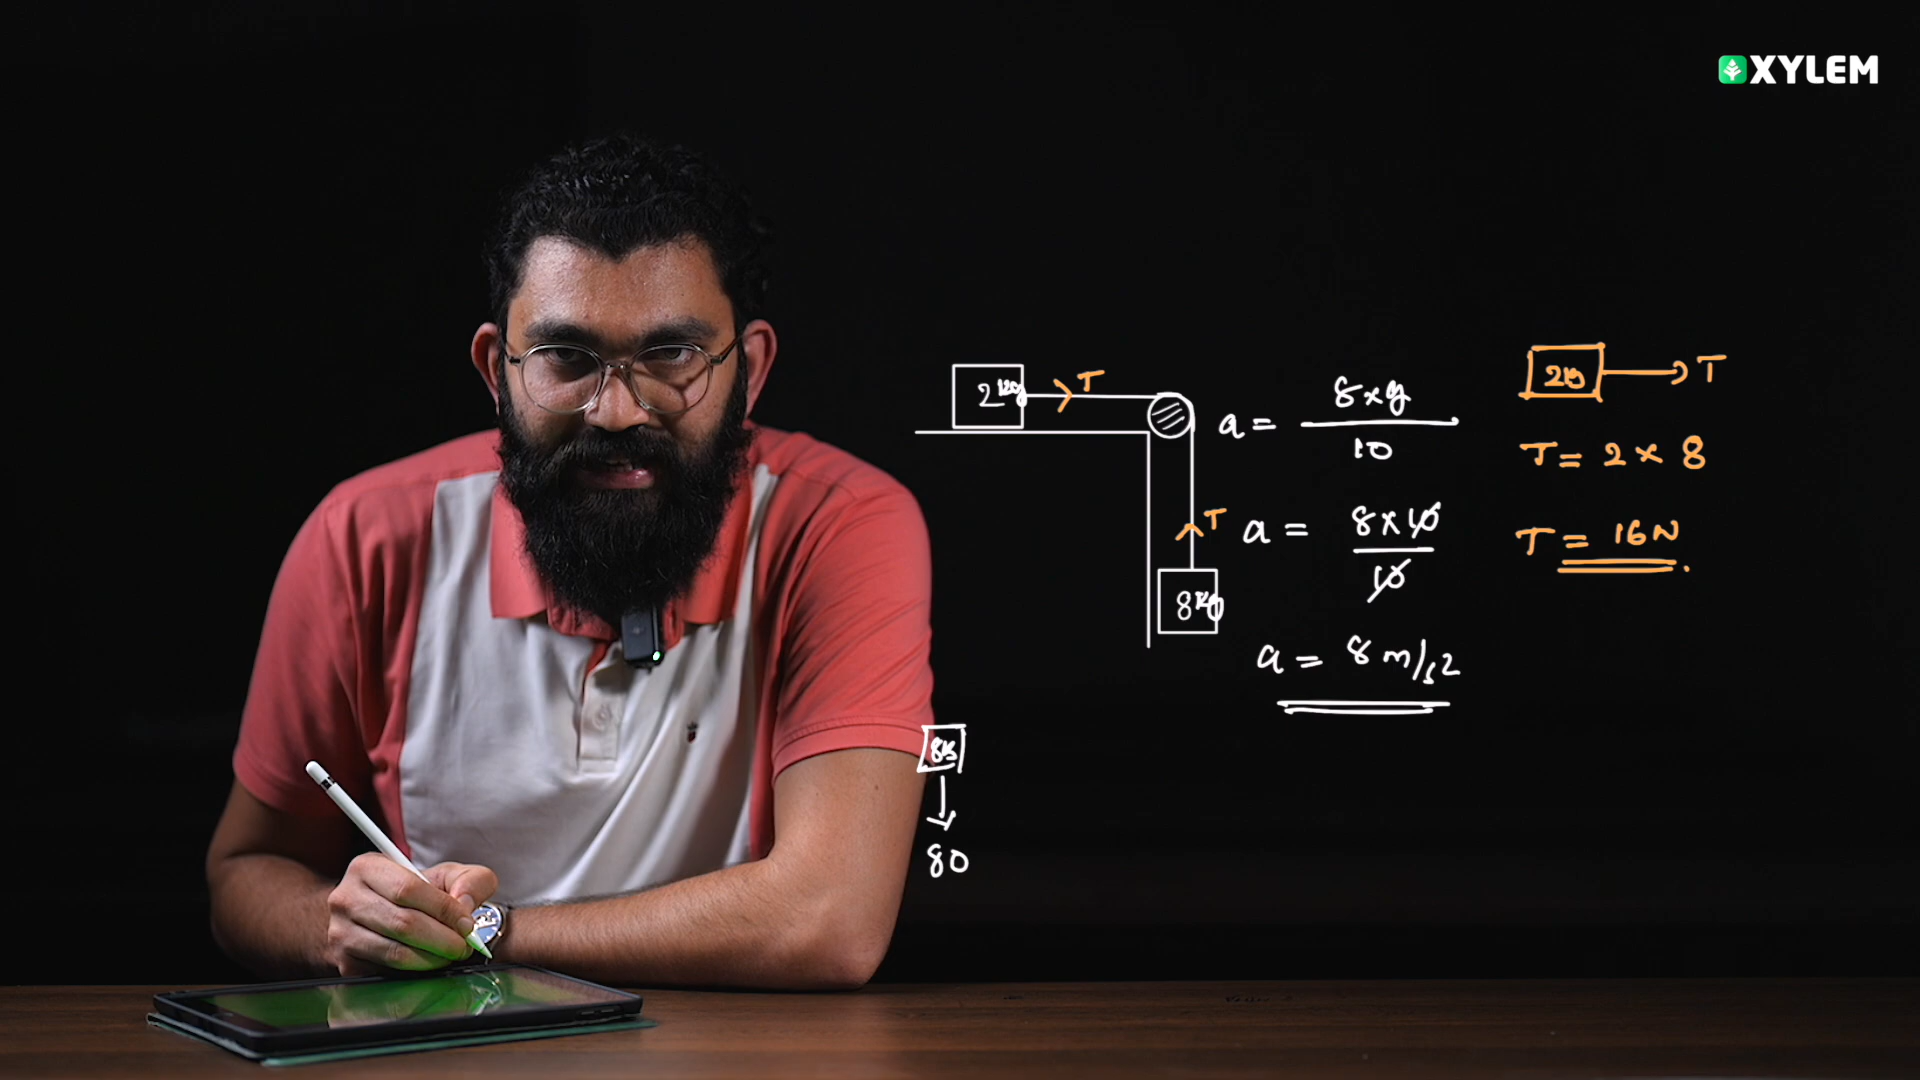 XYLEM
2kg
T
T
8kg
a = 8 × g / 10
a = 8 × 10 / 10
a = 8 m/s2
2kg
T
T = 2 × 8
T = 16N
8kg
80